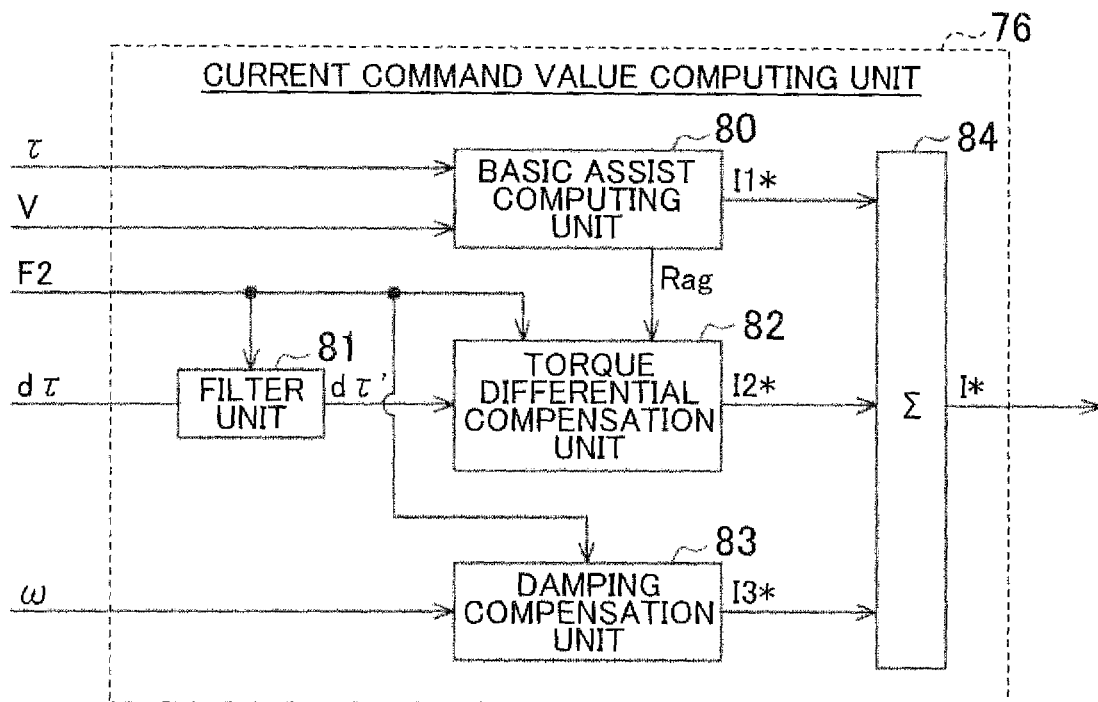 76
CURRENT COMMAND VALUE COMPUTING UNIT
τ
V
F2
dτ
ω
80
BASIC ASSIST
COMPUTING
UNIT
I1*
Rag
81
FILTER
UNIT
dτ'
82
TORQUE
DIFFERENTIAL
COMPENSATION
UNIT
I2*
83
DAMPING
COMPENSATION
UNIT
I3*
84
Σ
I*